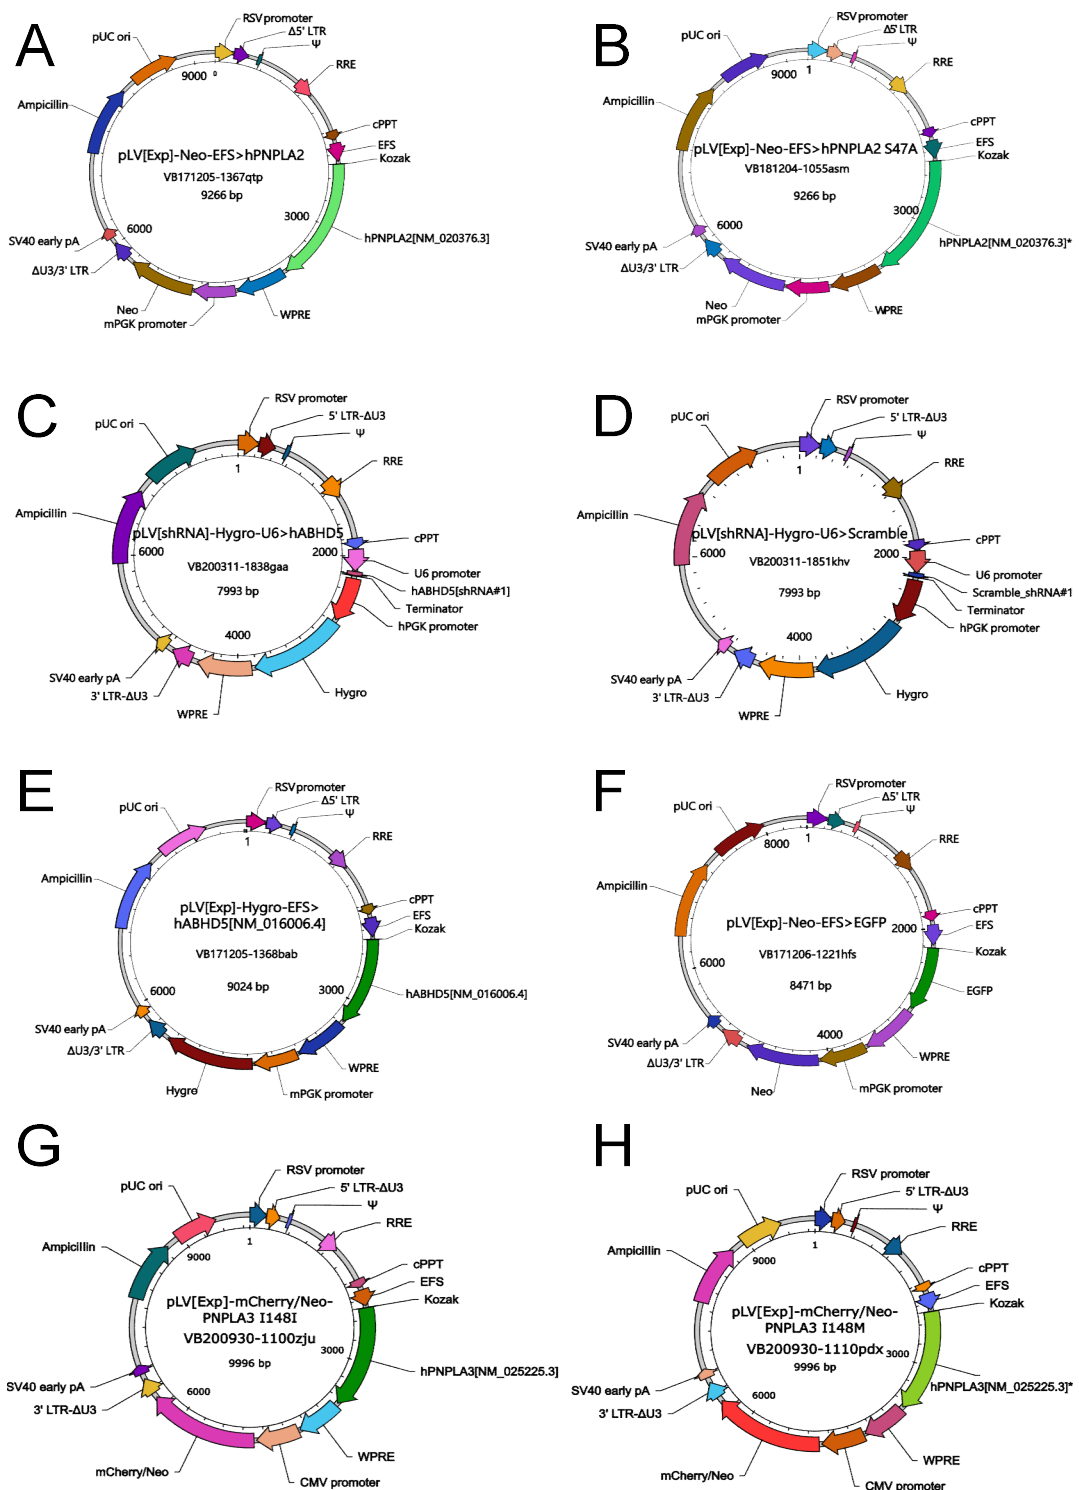 A
RSV promoter
Δ5' LTR
Ψ
pUC ori
RRE
9000
0
Ampicillin
cPPT
EFS
Kozak
pLV[Exp]-Neo-EFS>hPNPLA2
VB171205-1367qtp
9266 bp
3000
6000
hPNPLA2[NM_020376.3]
SV40 early pA
ΔU3/3' LTR
Neo
mPGK promoter
WPRE
B
RSV promoter
Δ5' LTR
Ψ
pUC ori
RRE
9000
1
Ampicillin
cPPT
EFS
Kozak
pLV[Exp]-Neo-EFS>hPNPLA2 S47A
VB181204-1055asm
9266 bp
3000
6000
hPNPLA2[NM_020376.3]*
SV40 early pA
ΔU3/3' LTR
Neo
mPGK promoter
WPRE
C
RSV promoter
5' LTR-ΔU3
Ψ
pUC ori
RRE
1
Ampicillin
pLV[shRNA]-Hygro-U6>hABHD5
cPPT
6000
2000
VB200311-1838gaa
U6 promoter
7993 bp
hABHD5[shRNA#1]
Terminator
hPGK promoter
4000
SV40 early pA
3' LTR-ΔU3
Hygro
WPRE
D
RSV promoter
5' LTR-ΔU3
Ψ
pUC ori
RRE
1
Ampicillin
pLV[shRNA]-Hygro-U6>Scramble
cPPT
6000
2000
VB200311-1851khv
U6 promoter
7993 bp
Scramble_shRNA#1
Terminator
hPGK promoter
4000
SV40 early pA
3' LTR-ΔU3
Hygro
WPRE
E
RSV promoter
Δ5' LTR
Ψ
pUC ori
RRE
1
Ampicillin
cPPT
EFS
Kozak
pLV[Exp]-Hygro-EFS>
hABHD5[NM_016006.4]
VB171205-1368bab
9024 bp
3000
6000
hABHD5[NM_016006.4]
SV40 early pA
ΔU3/3' LTR
WPRE
Hygro
mPGK promoter
F
RSV promoter
Δ5' LTR
Ψ
pUC ori
RRE
8000
1
Ampicillin
cPPT
EFS
Kozak
pLV[Exp]-Neo-EFS>EGFP
2000
VB171206-1221hfs
6000
8471 bp
EGFP
4000
SV40 early pA
ΔU3/3' LTR
WPRE
Neo
mPGK promoter
G
RSV promoter
5' LTR-ΔU3
Ψ
pUC ori
RRE
1
9000
Ampicillin
cPPT
EFS
Kozak
pLV[Exp]-mCherry/Neo-
PNPLA3 I148I
VB200930-1100zju
9996 bp
3000
6000
hPNPLA3[NM_025225.3]
SV40 early pA
3' LTR-ΔU3
WPRE
mCherry/Neo
CMV promoter
H
RSV promoter
5' LTR-ΔU3
Ψ
pUC ori
RRE
1
9000
Ampicillin
cPPT
EFS
Kozak
pLV[Exp]-mCherry/Neo-
PNPLA3 I148M
VB200930-1110pdx
9996 bp
3000
6000
hPNPLA3[NM_025225.3]*
SV40 early pA
3' LTR-ΔU3
WPRE
mCherry/Neo
CMV promoter